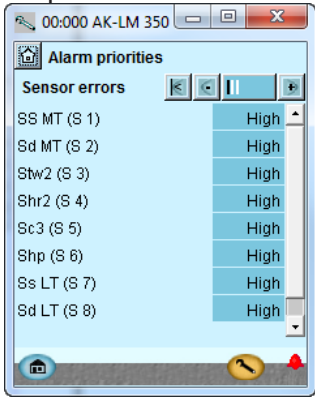 00:000 AK-LM 350
Alarm priorities
Sensor errors
SS MT (S 1) High
Sd MT (S 2) High
Stw2 (S 3) High
Shr2 (S 4) High
Sc3 (S 5) High
Shp (S 6) High
Ss LT (S 7) High
Sd LT (S 8) High